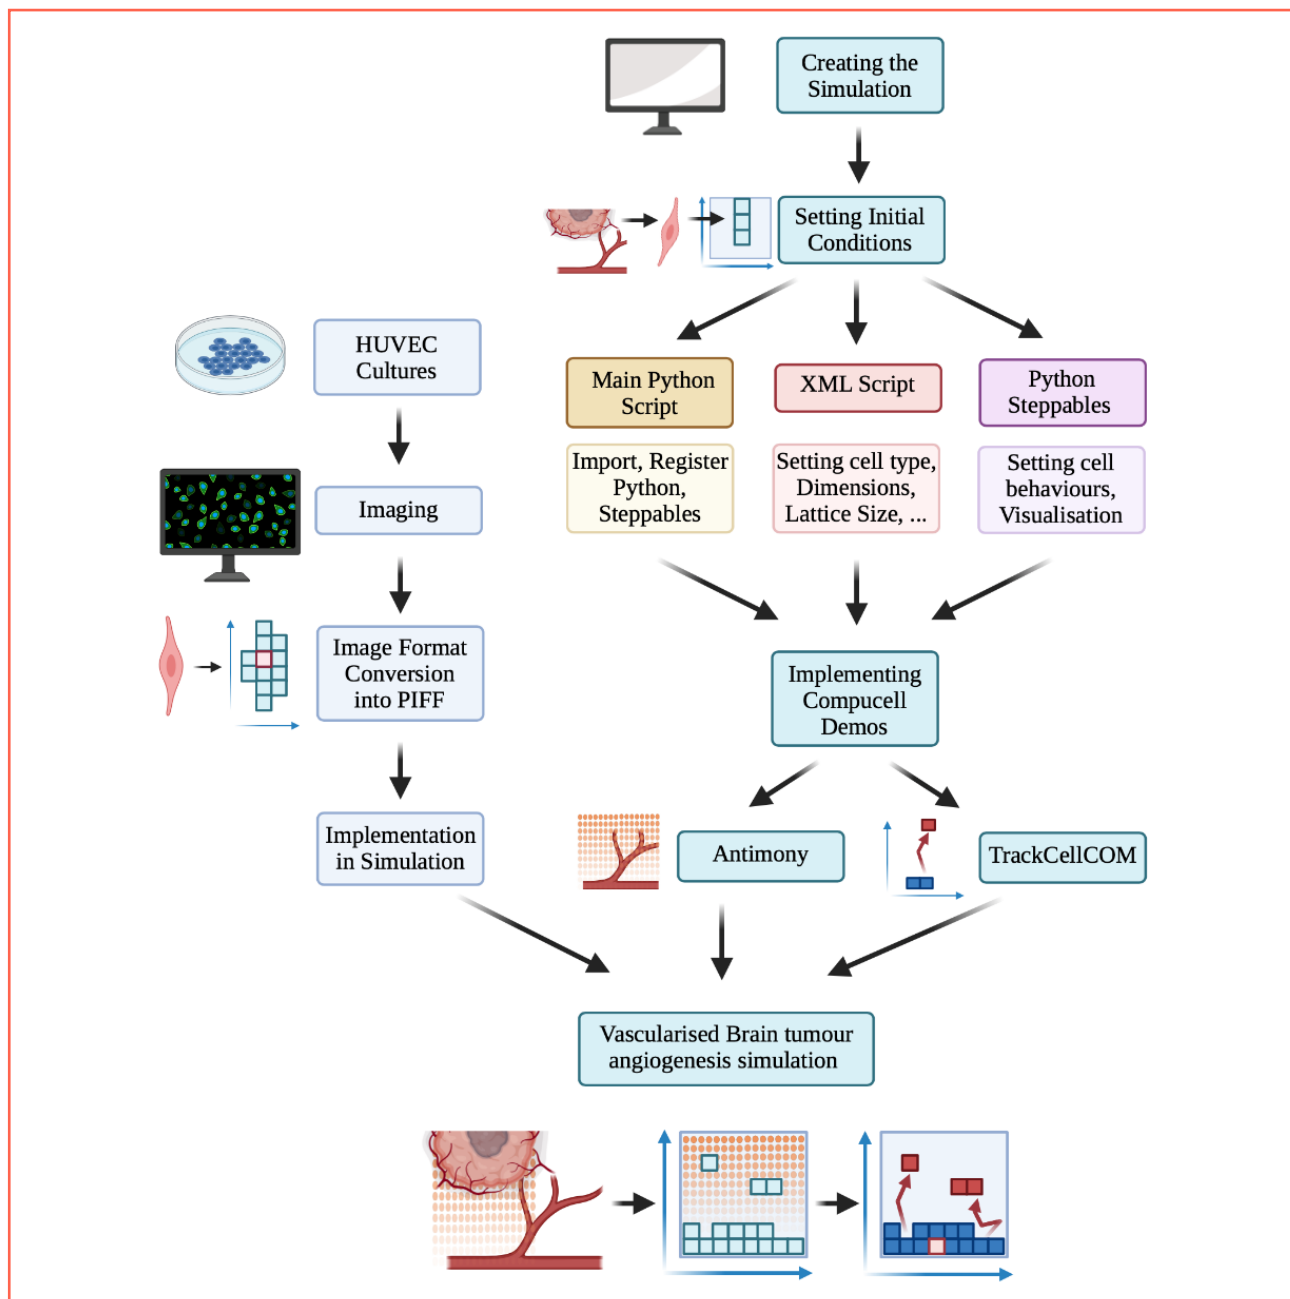 Creating the
Simulation
Setting Initial
Conditions
HUVEC
Cultures
Main Python
Script
XML Script
Python
Steppables
Import, Register
Python,
Steppables
Setting cell type,
Dimensions,
Lattice Size, ...
Setting cell
behaviours,
Visualisation
Imaging
Image Format
Conversion
into PIFF
Implementing
Compucell
Demos
Implementation
in Simulation
Antimony
TrackCellCOM
Vascularised Brain tumour
angiogenesis simulation